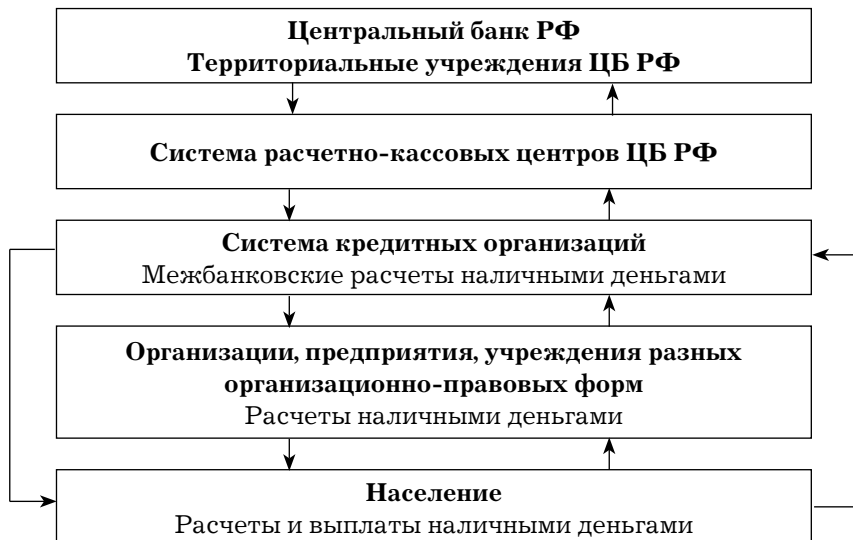 Центральный банк РФ
Территориальные учреждения ЦБ РФ
Система расчетно-кассовых центров ЦБ РФ
Система кредитных организаций
Межбанковские расчеты наличными деньгами
Организации, предприятия, учреждения разных
организационно-правовых форм
Расчеты наличными деньгами
Население
Расчеты и выплаты наличными деньгами